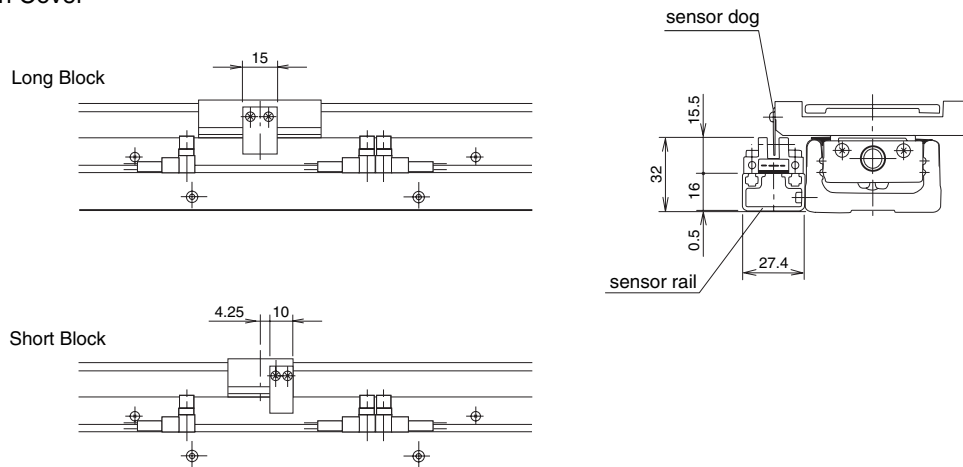 Cover
sensor dog
15
Long Block
15.5
32
16
0.5
27.4
sensor rail
4.25 10
Short Block